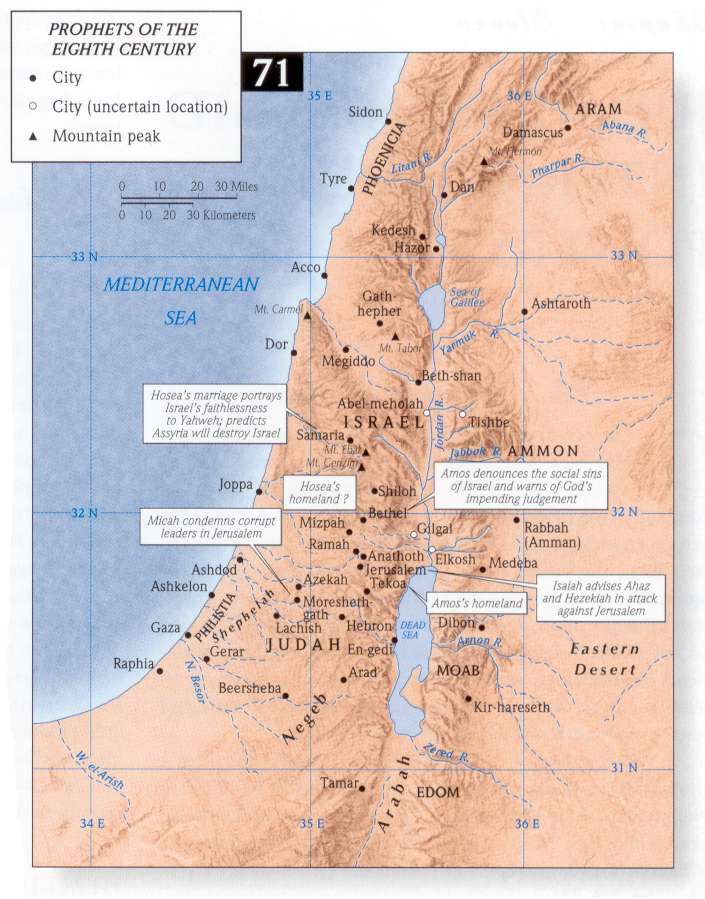 PROPHETS OF THE
EIGHTH CENTURY
City
City (uncertain location)
Mountain peak
71
35 E
36 E
Sidon
ARAM
Damascus
Abana R.
PHOENICIA
Mt. Hermon
Litani R.
Pharpar R.
Tyre
Dan
0 10 20 30 Miles
0 10 20 30 Kilometers
Kedesh
Hazor
33 N
33 N
Acco
MEDITERRANEAN
SEA
Sea of
Galilee
Gath-
hepher
Ashtaroth
Mt. Carmel
Mt. Tabor
Yarmuk R.
Dor
Megiddo
Beth-shan
Hosea's marriage portrays
Israel's faithlessness
to Yahweh; predicts
Assyria will destroy Israel
Abel-meholah
ISRAEL
Jordan R.
Tishbe
Samaria
Mt. Ebal
Mt. Gerizim
Jabbok R.
AMMON
Amos denounces the social sins
of Israel and warns of God's
impending judgement
Joppa
Hosea's
homeland ?
Shiloh
32 N
32 N
Micah condemns corrupt
leaders in Jerusalem
Bethel
Mizpah
Gilgal
Rabbah
(Amman)
Ramah
Anathoth
Elkosh
Medeba
Jerusalem
Ashdod
Azekah
Tekoa
Isaiah advises Ahaz
and Hezekiah in attack
against Jerusalem
Ashkelon
Moresheth-
gath
Amos's homeland
PHILISTIA
Shephelah
Lachish
Hebron
DEAD
SEA
Dibon
Gaza
JUDAH
En-gedi
Arnon R.
Eastern
Desert
Gerar
Raphia
Arad
MOAB
N. Besor
Beersheba
Negeb
Kir-hareseth
W. el-Arish
Zered R.
31 N
Tamar
Arabah
EDOM
34 E
35 E
36 E